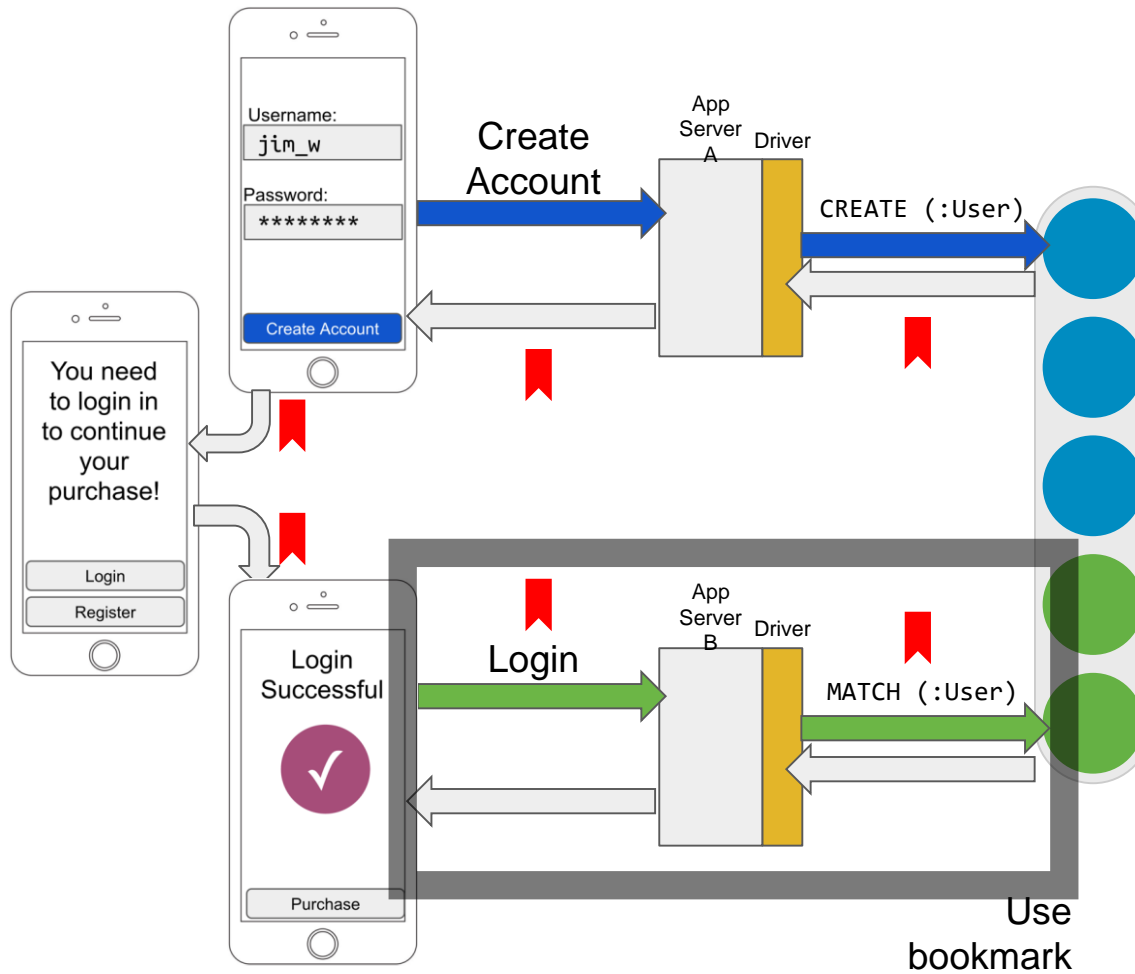 Username:
jim_w
Password:
********
Create Account
Create
Account
App
Server
A
Driver
CREATE (:User)
You need
to login in
to continue
your
purchase!
Login
Register
Login
Successful
Purchase
Login
App
Server
B
Driver
MATCH (:User)
Use
bookmark